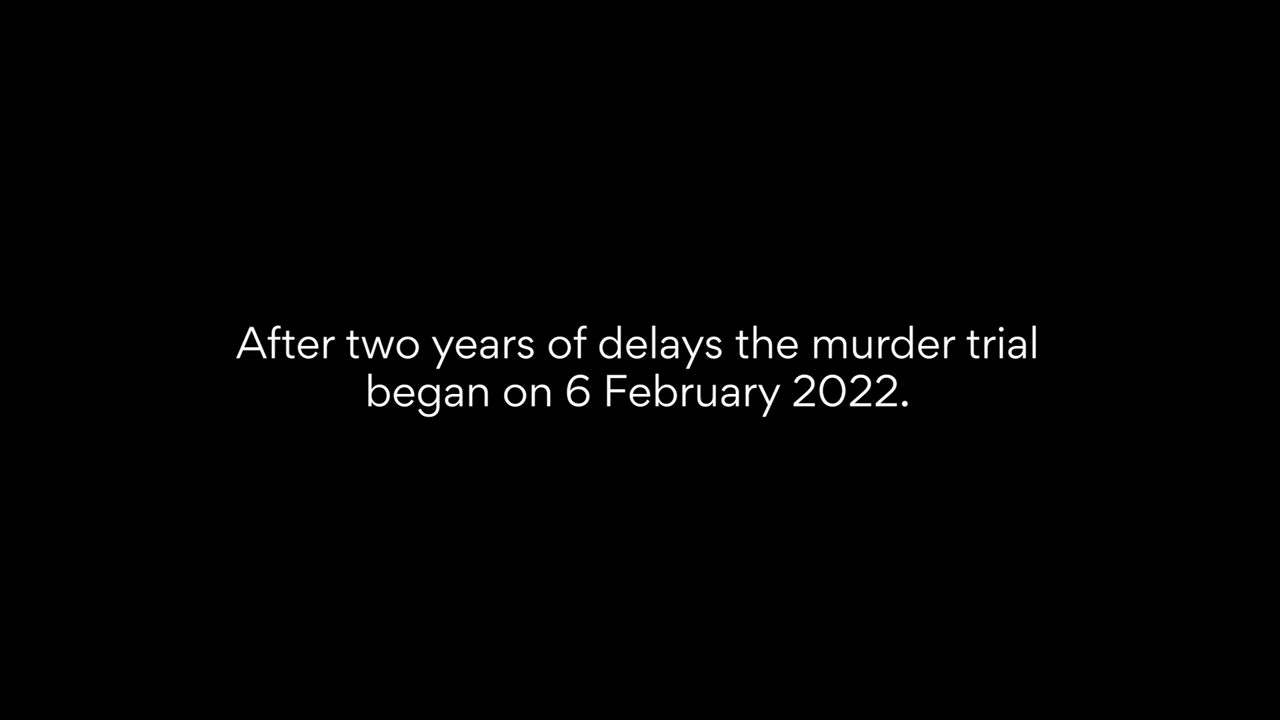 After two years of delays the murder trial
began on 6 February 2022.